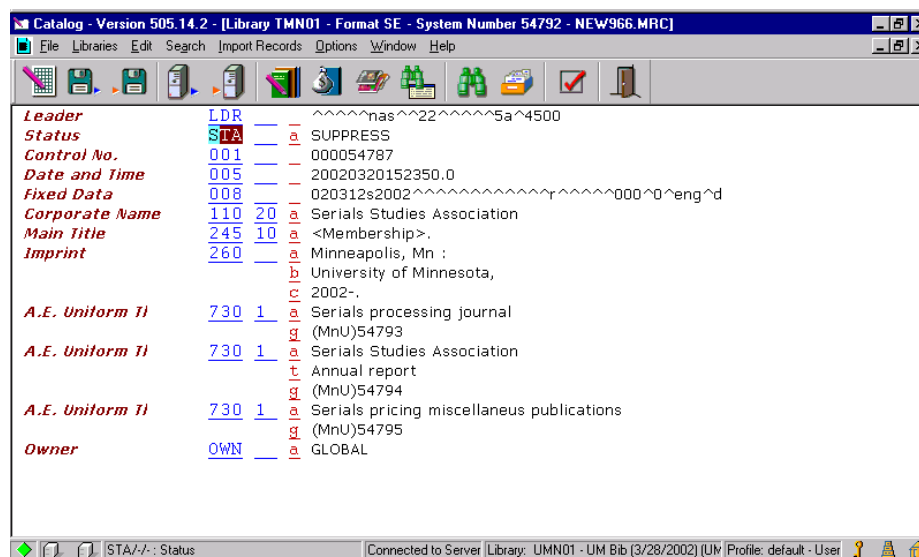 Catalog - Version 505.14.2 - [Library TMN01 - Format SE - System Number 54792 - NEW966.MRC]
File Libraries Edit Search Import Records Options Window Help
Leader LDR ^^^^^nas^^22^^^^^5a^4500
Status STA a SUPPRESS
Control No. 001 000054787
Date and Time 005 20020320152350.0
Fixed Data 008 020312s2002^^^^^^^^^^^^r^^^^^000^0^eng^d
Corporate Name 110 20 a Serials Studies Association
Main Title 245 10 a <Membership>.
Imprint 260 a Minneapolis, Mn :
b University of Minnesota,
c 2002-.
A.E. Uniform Ti 730 1 a Serials processing journal
g (MnU)54793
A.E. Uniform Ti 730 1 a Serials Studies Association
t Annual report
g (MnU)54794
A.E. Uniform Ti 730 1 a Serials pricing miscellaneus publications
g (MnU)54795
Owner OWN a GLOBAL
STA/-/- : Status Connected to Server Library: UMN01 - UM Bib (3/28/2002) (UM Profile: default - User